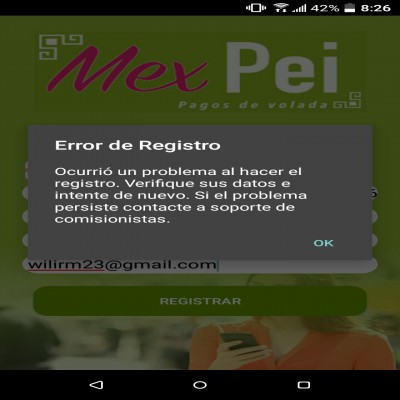 42% 8:26
Mex Pei
Pagos de volada
Error de Registro
Ocurrió un problema al hacer el
registro. Verifique sus datos e
intente de nuevo. Si el problema
persiste contacte a soporte de
comisionistas.
OK
wilirm23@gmail.com
REGISTRAR